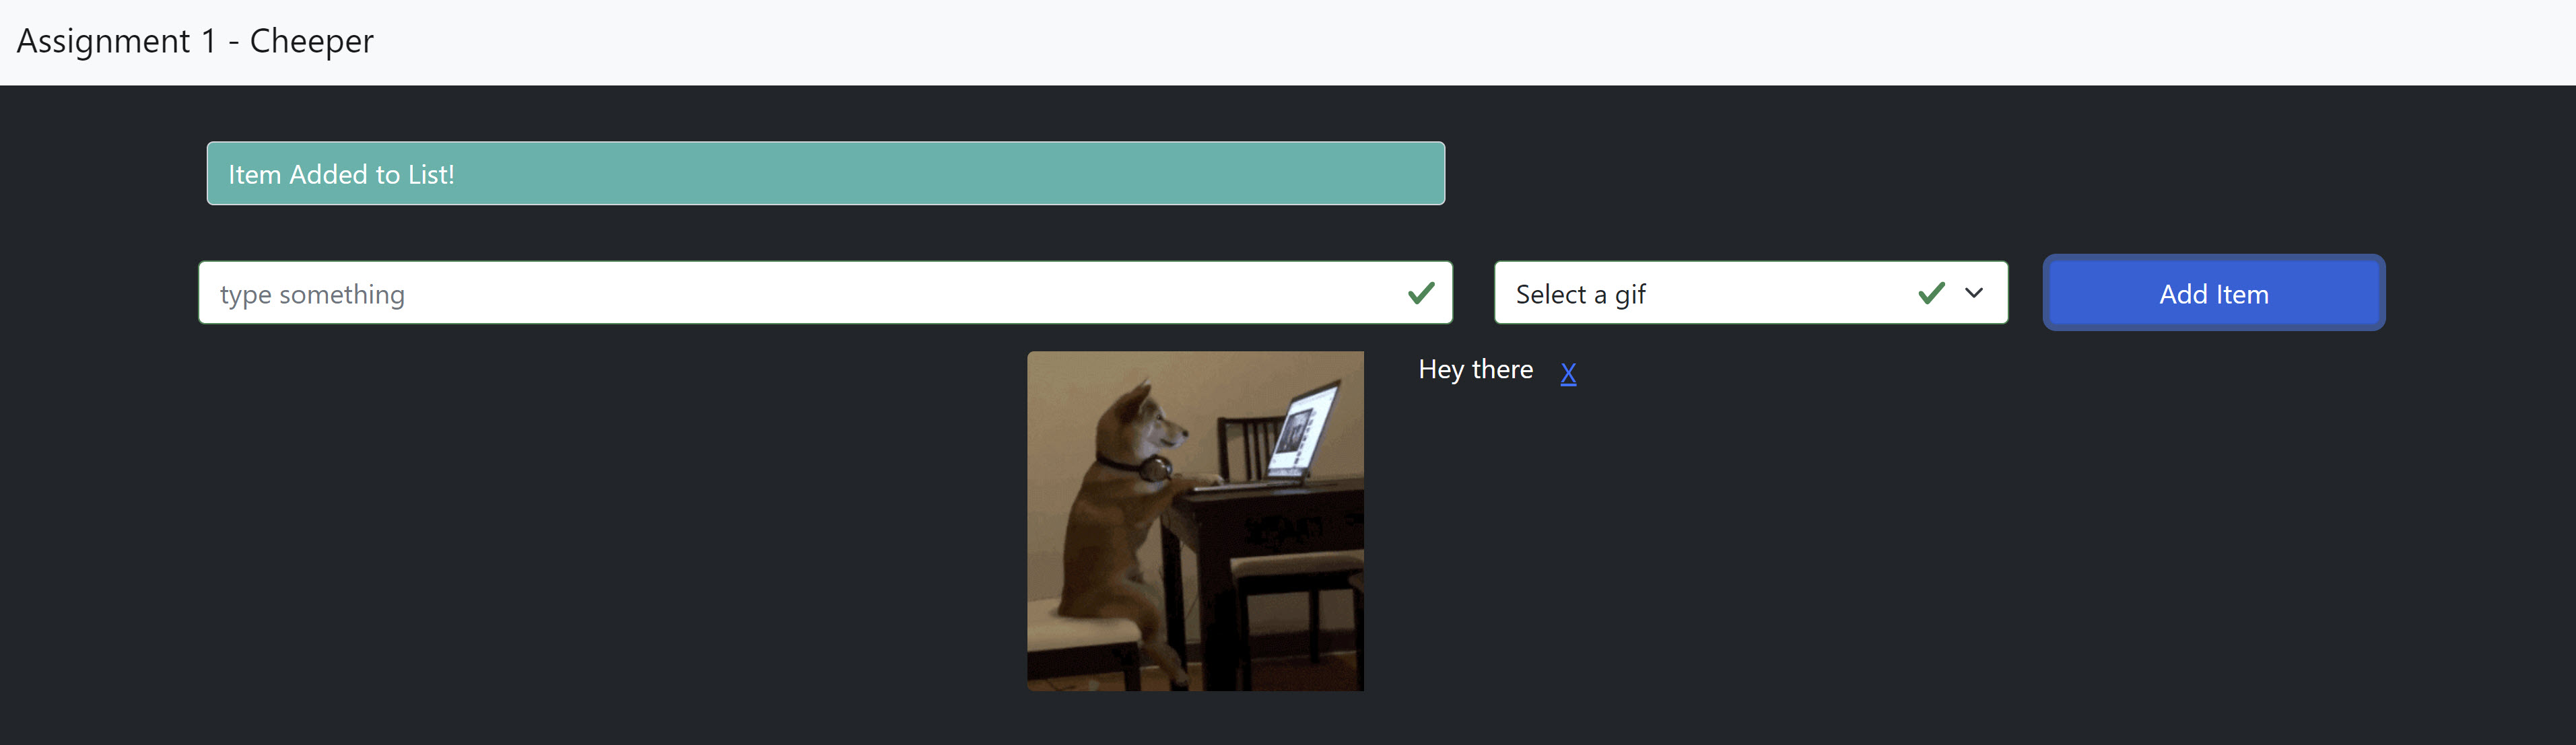 Assignment 1 - Cheeper
Item Added to List!
type something
Select a gif
Add Item
Hey there
X